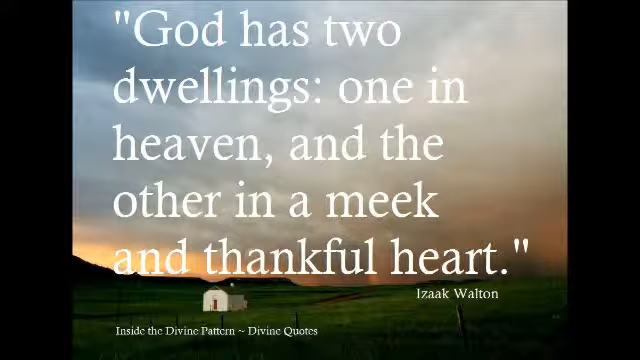 "God has two
dwellings: one in
heaven, and the
other in a meek
and thankful heart."
Izaak Walton
Inside the Divine Pattern ~ Divine Quotes